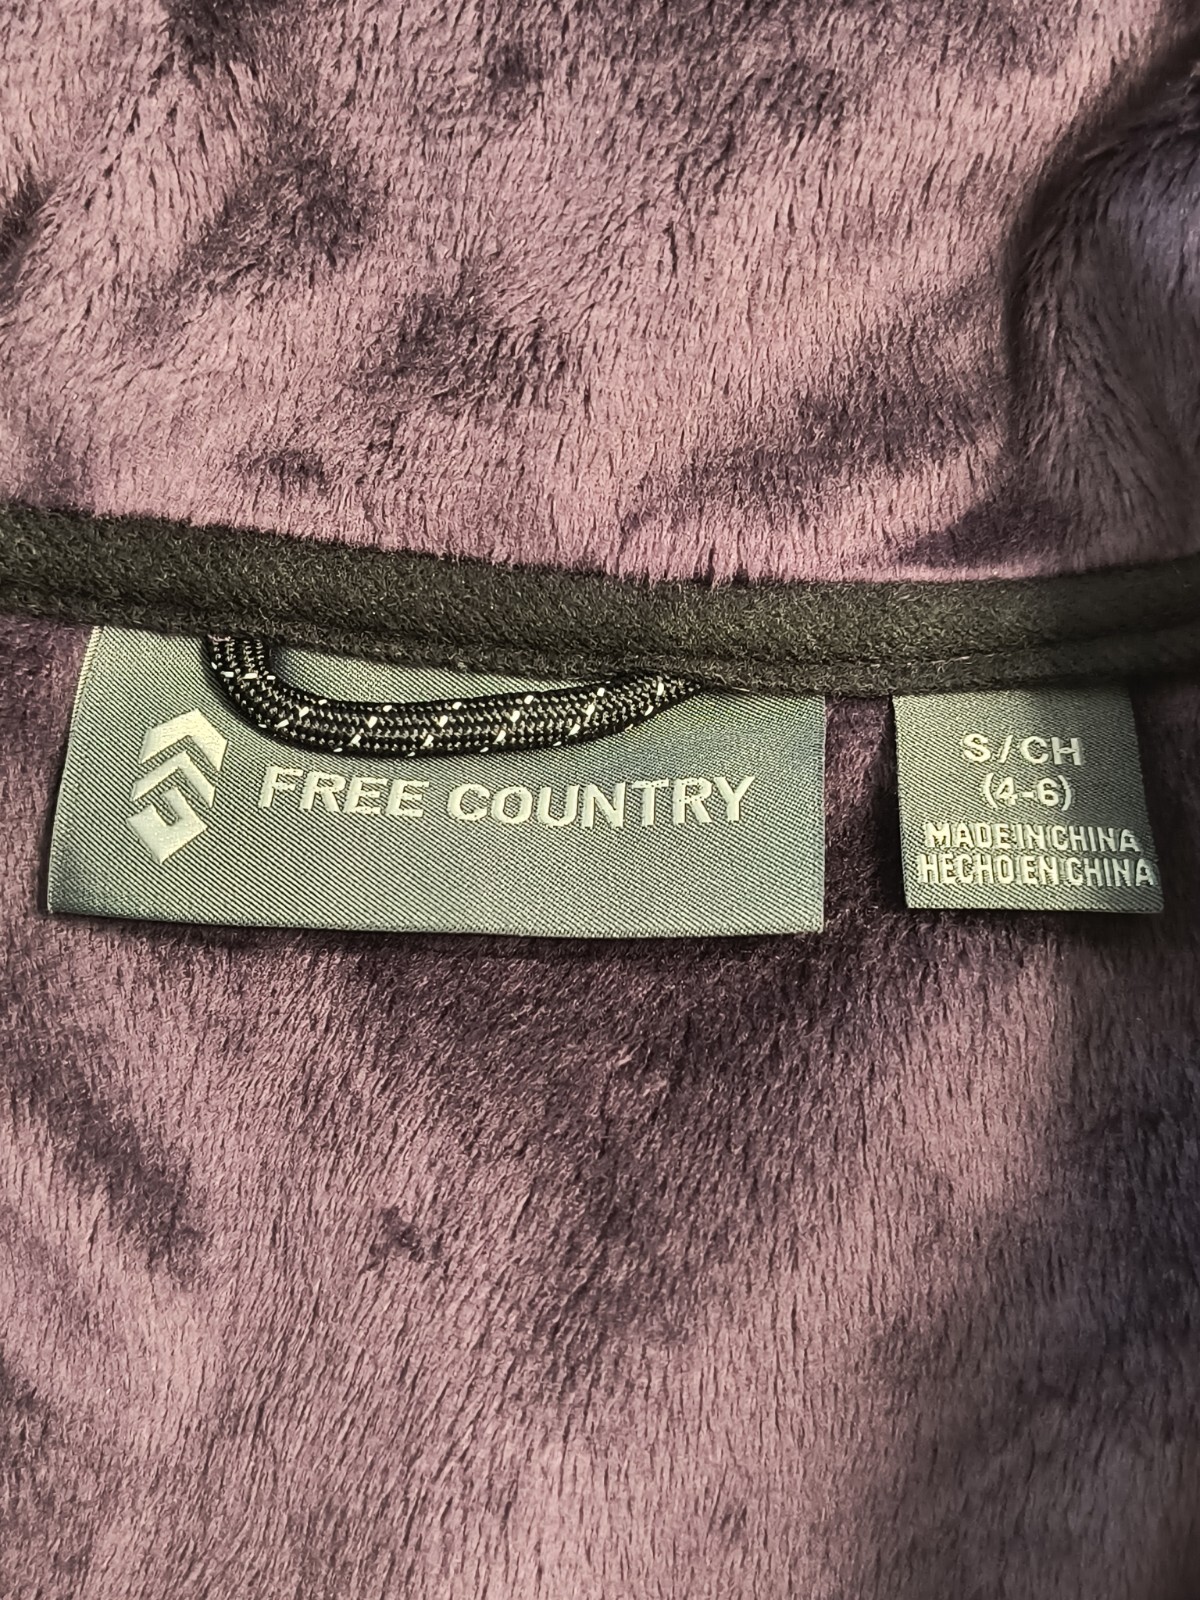 FREE COUNTRY
S/CH
(4-6)
MADE IN CHINA
HECHO EN CHINA